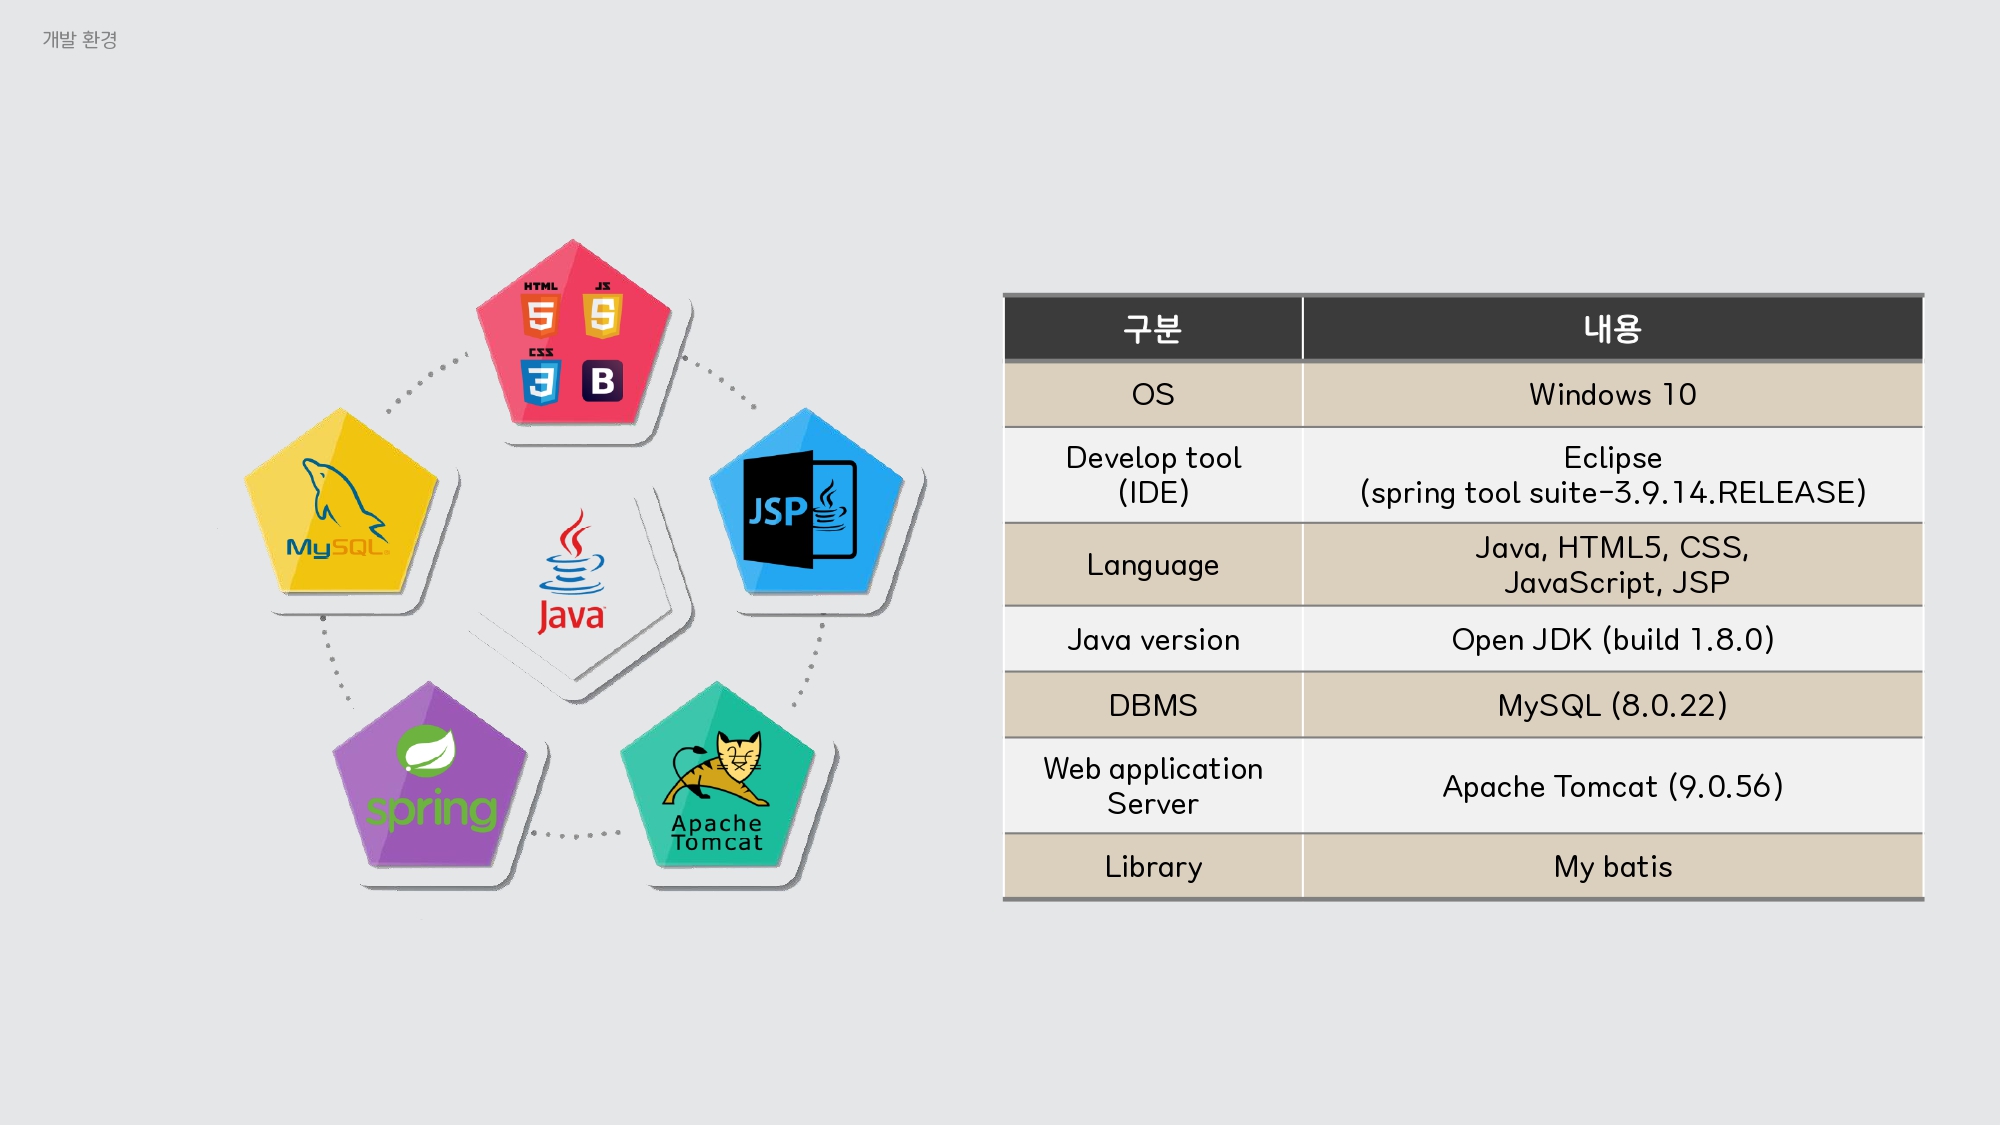 개발 환경
HTML
JS
5
CSS
3
B
MySQL
JSP
Java
spring
Apache
Tomcat
구분 내용
OS Windows 10
Develop tool
(IDE)
Eclipse
(spring tool suite-3.9.14.RELEASE)
Language
Java, HTML5, CSS,
JavaScript, JSP
Java version Open JDK (build 1.8.0)
DBMS MySQL (8.0.22)
Web application
Server
Apache Tomcat (9.0.56)
Library My batis